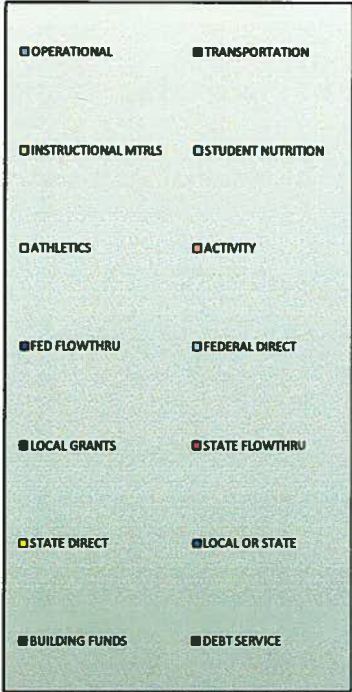 OPERATIONAL TRANSPORTATION
INSTRUCTIONAL MTRLS STUDENT NUTRITION
ATHLETICS ACTIVITY
FED FLOWTHRU FEDERAL DIRECT
LOCAL GRANTS STATE FLOWTHRU
STATE DIRECT LOCAL OR STATE
BUILDING FUNDS DEBT SERVICE